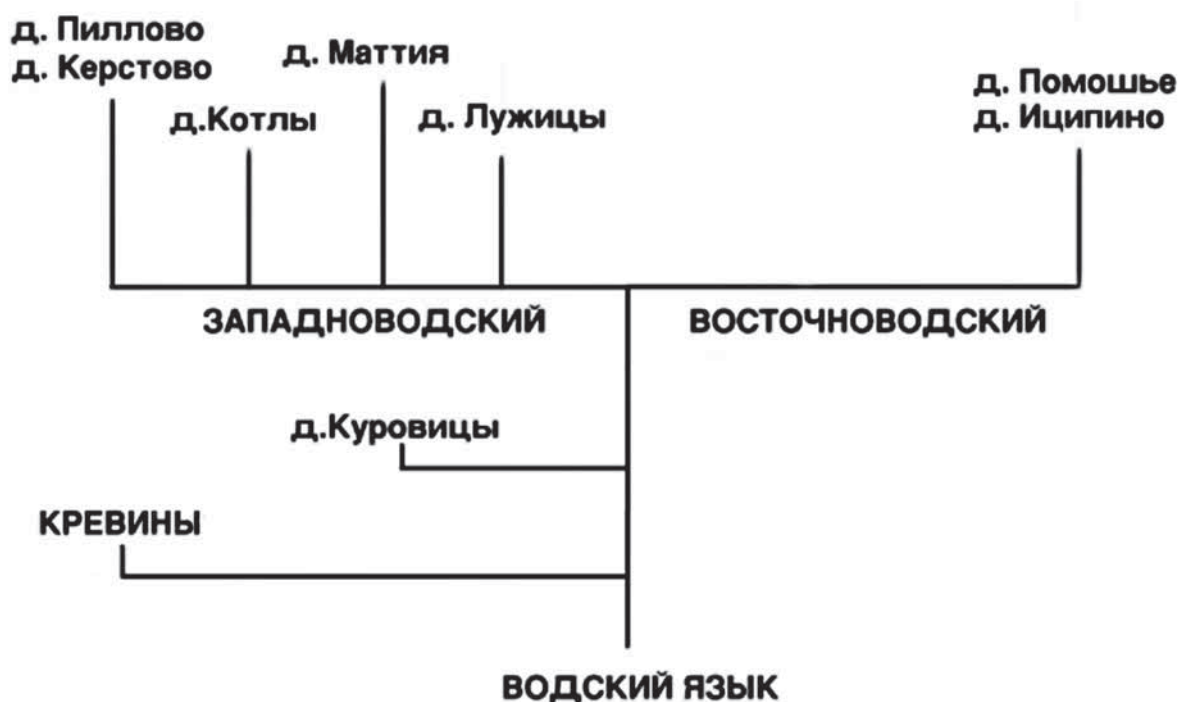 д. Пиллово
д. Керстово
д.Котлы
д. Маттия
д. Лужицы
д. Помошье
д. Иципино
ЗАПАДНОВОДСКИЙ
ВОСТОЧНОВОДСКИЙ
д.Куровицы
КРЕВИНЫ
ВОДСКИЙ ЯЗЫК